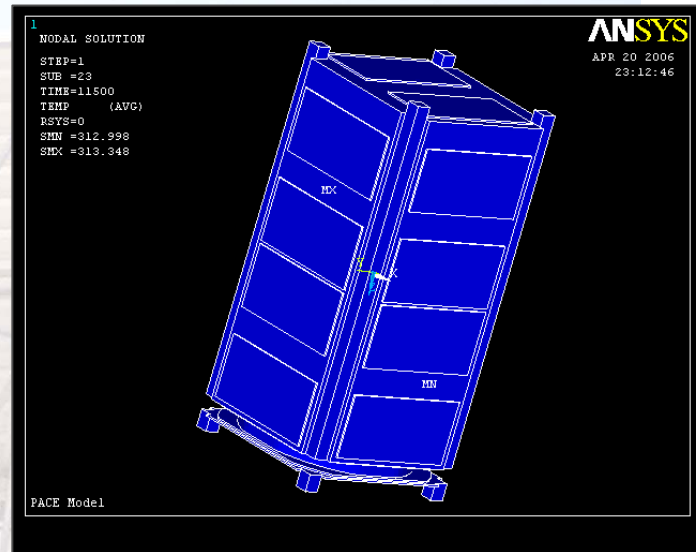 1
NODAL SOLUTION
STEP=1
SUB =23
TIME=11500
TEMP (AVG)
RSYS=0
SMN =312.998
SMX =313.348
ANSYS
APR 20 2006
23:12:46
MX
Y
X
MN
PACE Model